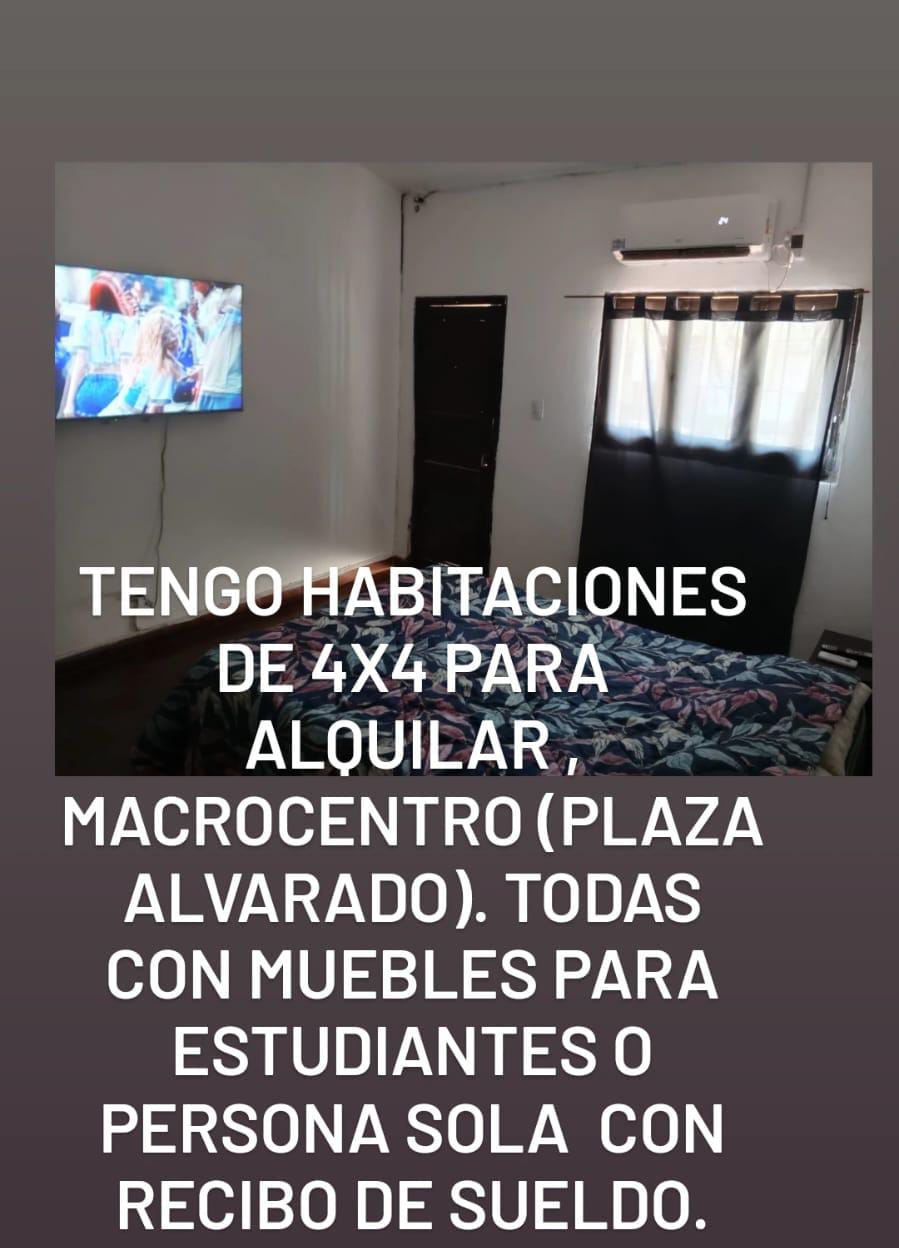 TENGO HABITACIONES
DE 4X4 PARA
ALQUILAR ,
MACROCENTRO (PLAZA
ALVARADO). TODAS
CON MUEBLES PARA
ESTUDIANTES O
PERSONA SOLA  CON
RECIBO DE SUELDO.